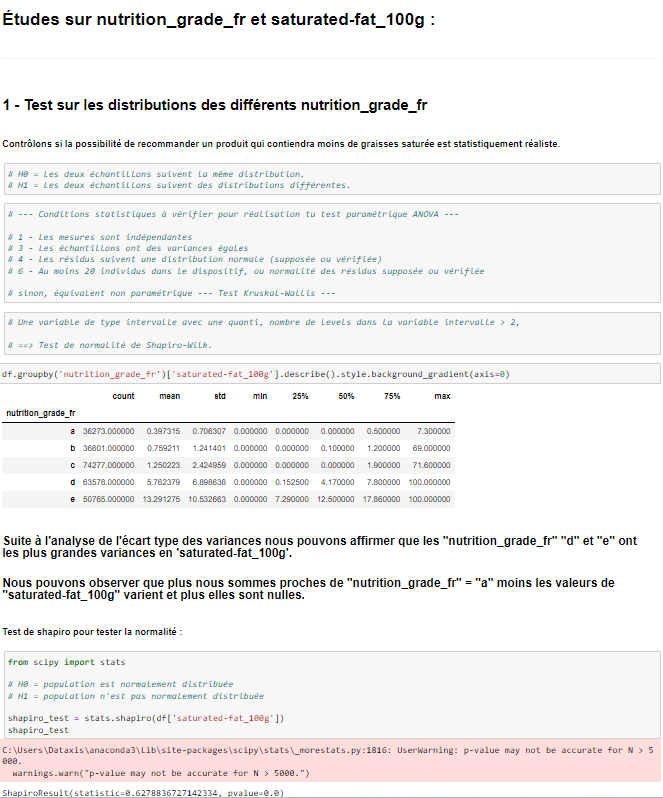 Études sur nutrition_grade_fr et saturated-fat_100g :
1 - Test sur les distributions des différents nutrition_grade_fr
Contrôlons si la possibilité de recommander un produit qui contiendra moins de graisses saturée est statistiquement réaliste.
# H0 = Les deux échantillons suivent la même distribution.
# H1 = Les deux échantillons suivent des distributions différentes.
# --- Conditions statistiques à vérifier pour réalisation tu test paramétrique ANOVA ---
# 1 - Les mesures sont indépendantes
# 3 - Les échantillons ont des variances égales
# 4 - Les résidus suivent une distribution normale (supposée ou vérifiée)
# 6 - Au moins 20 individus dans le dispositif, ou normalité des résidus supposée ou vérifiée
# sinon, équivalent non paramétrique --- Test Kruskal-Wallis ---
# Une variable de type intervalle avec une quanti, nombre de levels dans la variable intervalle > 2,
# ==> Test de normalité de Shapiro-Wilk.
df.groupby('nutrition_grade_fr')['saturated-fat_100g'].describe().style.background_gradient(axis=0)
count mean std min 25% 50% 75% max
nutrition_grade_fr
a 36273.000000 0.397315 0.706307 0.000000 0.000000 0.000000 0.500000 7.300000
b 36601.000000 0.759211 1.241401 0.000000 0.000000 0.100000 1.200000 69.000000
c 74277.000000 1.250223 2.424959 0.000000 0.000000 0.000000 1.900000 71.600000
d 63578.000000 5.762379 6.898638 0.000000 0.152500 4.170000 7.800000 100.000000
e 50765.000000 13.291275 10.532663 0.000000 7.290000 12.500000 17.860000 100.000000
Suite à l'analyse de l'écart type des variances nous pouvons affirmer que les "nutrition_grade_fr" "d" et "e" ont
les plus grandes variances en 'saturated-fat_100g'.
Nous pouvons observer que plus nous sommes proches de "nutrition_grade_fr" = "a" moins les valeurs de
"saturated-fat_100g" varient et plus elles sont nulles.
Test de shapiro pour tester la normalité :
from scipy import stats
# H0 = population est normalement distribuée
# H1 = population n'est pas normalement distribuée
shapiro_test = stats.shapiro(df['saturated-fat_100g'])
shapiro_test
C:\Users\Dataxis\anaconda3\Lib\site-packages\scipy\stats\_morestats.py:1816: UserWarning: p-value may not be accurate for N > 5
000.
warnings.warn("p-value may not be accurate for N > 5000.")
ShapiroResult(statistic=0.6278836727142334, pvalue=0.0)